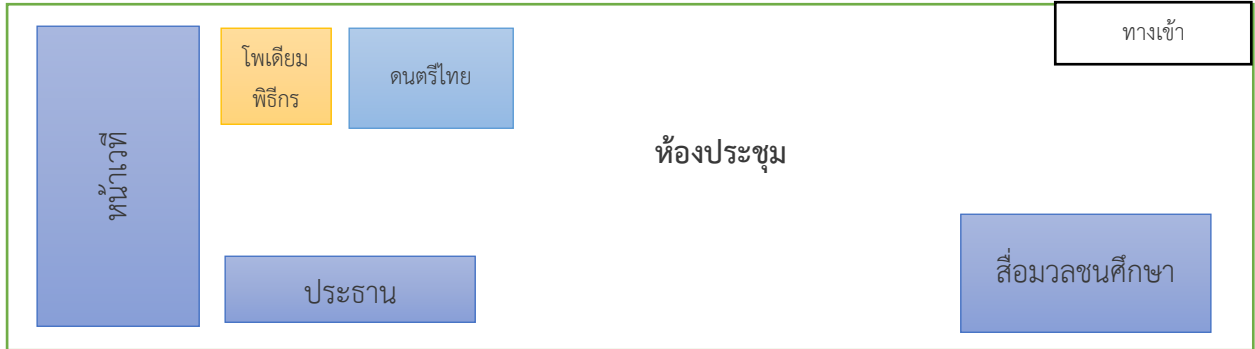 ทางเข้า
โพเดียม
พิธีกร
ดนตรีไทย
หน้าเวที
ห้องประชุม
ประธาน
สื่อมวลชนศึกษา